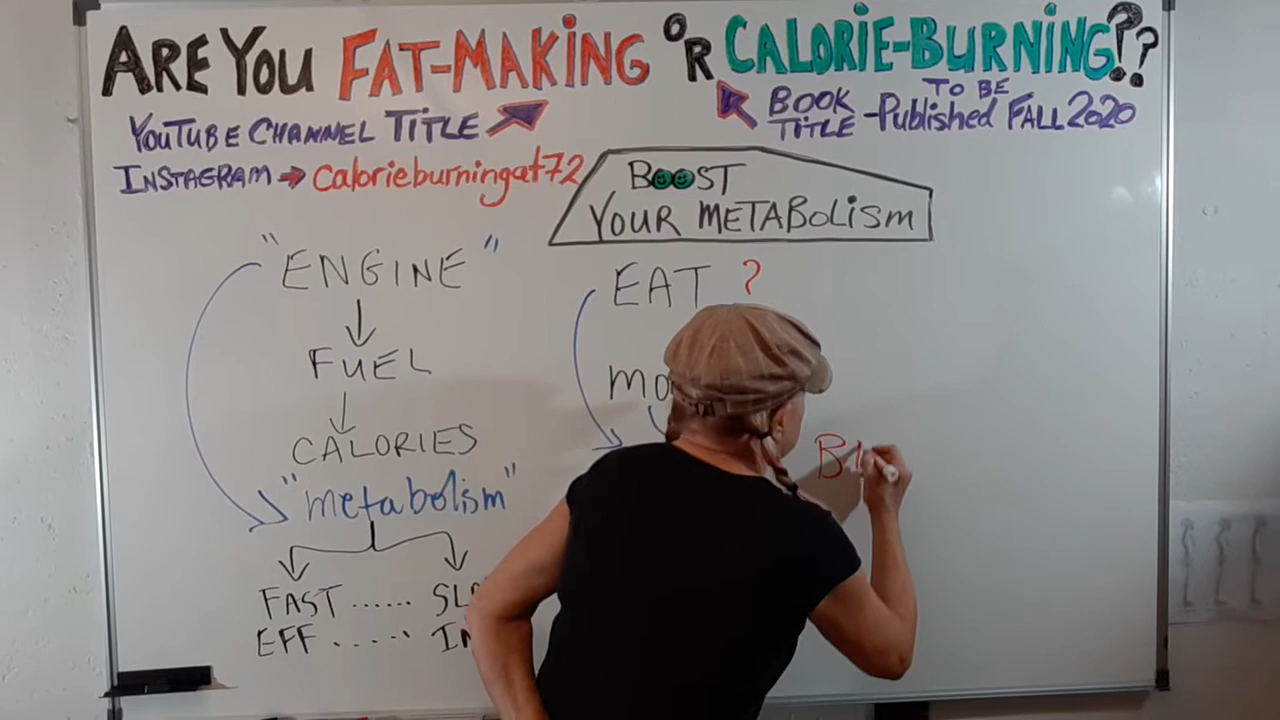 ARE YOU FAT-MAKING OR CALORIE-BURNING??
YOUTUBE CHANNEL TITLE
BOOK TITLE - TO BE Published FALL 2020
INSTAGRAM → calorieburningat72
BOOST
YOUR METABOLISM
"ENGINE"
FUEL
CALORIES
"metabolism"
FAST ......
EFF .....
EAT ?